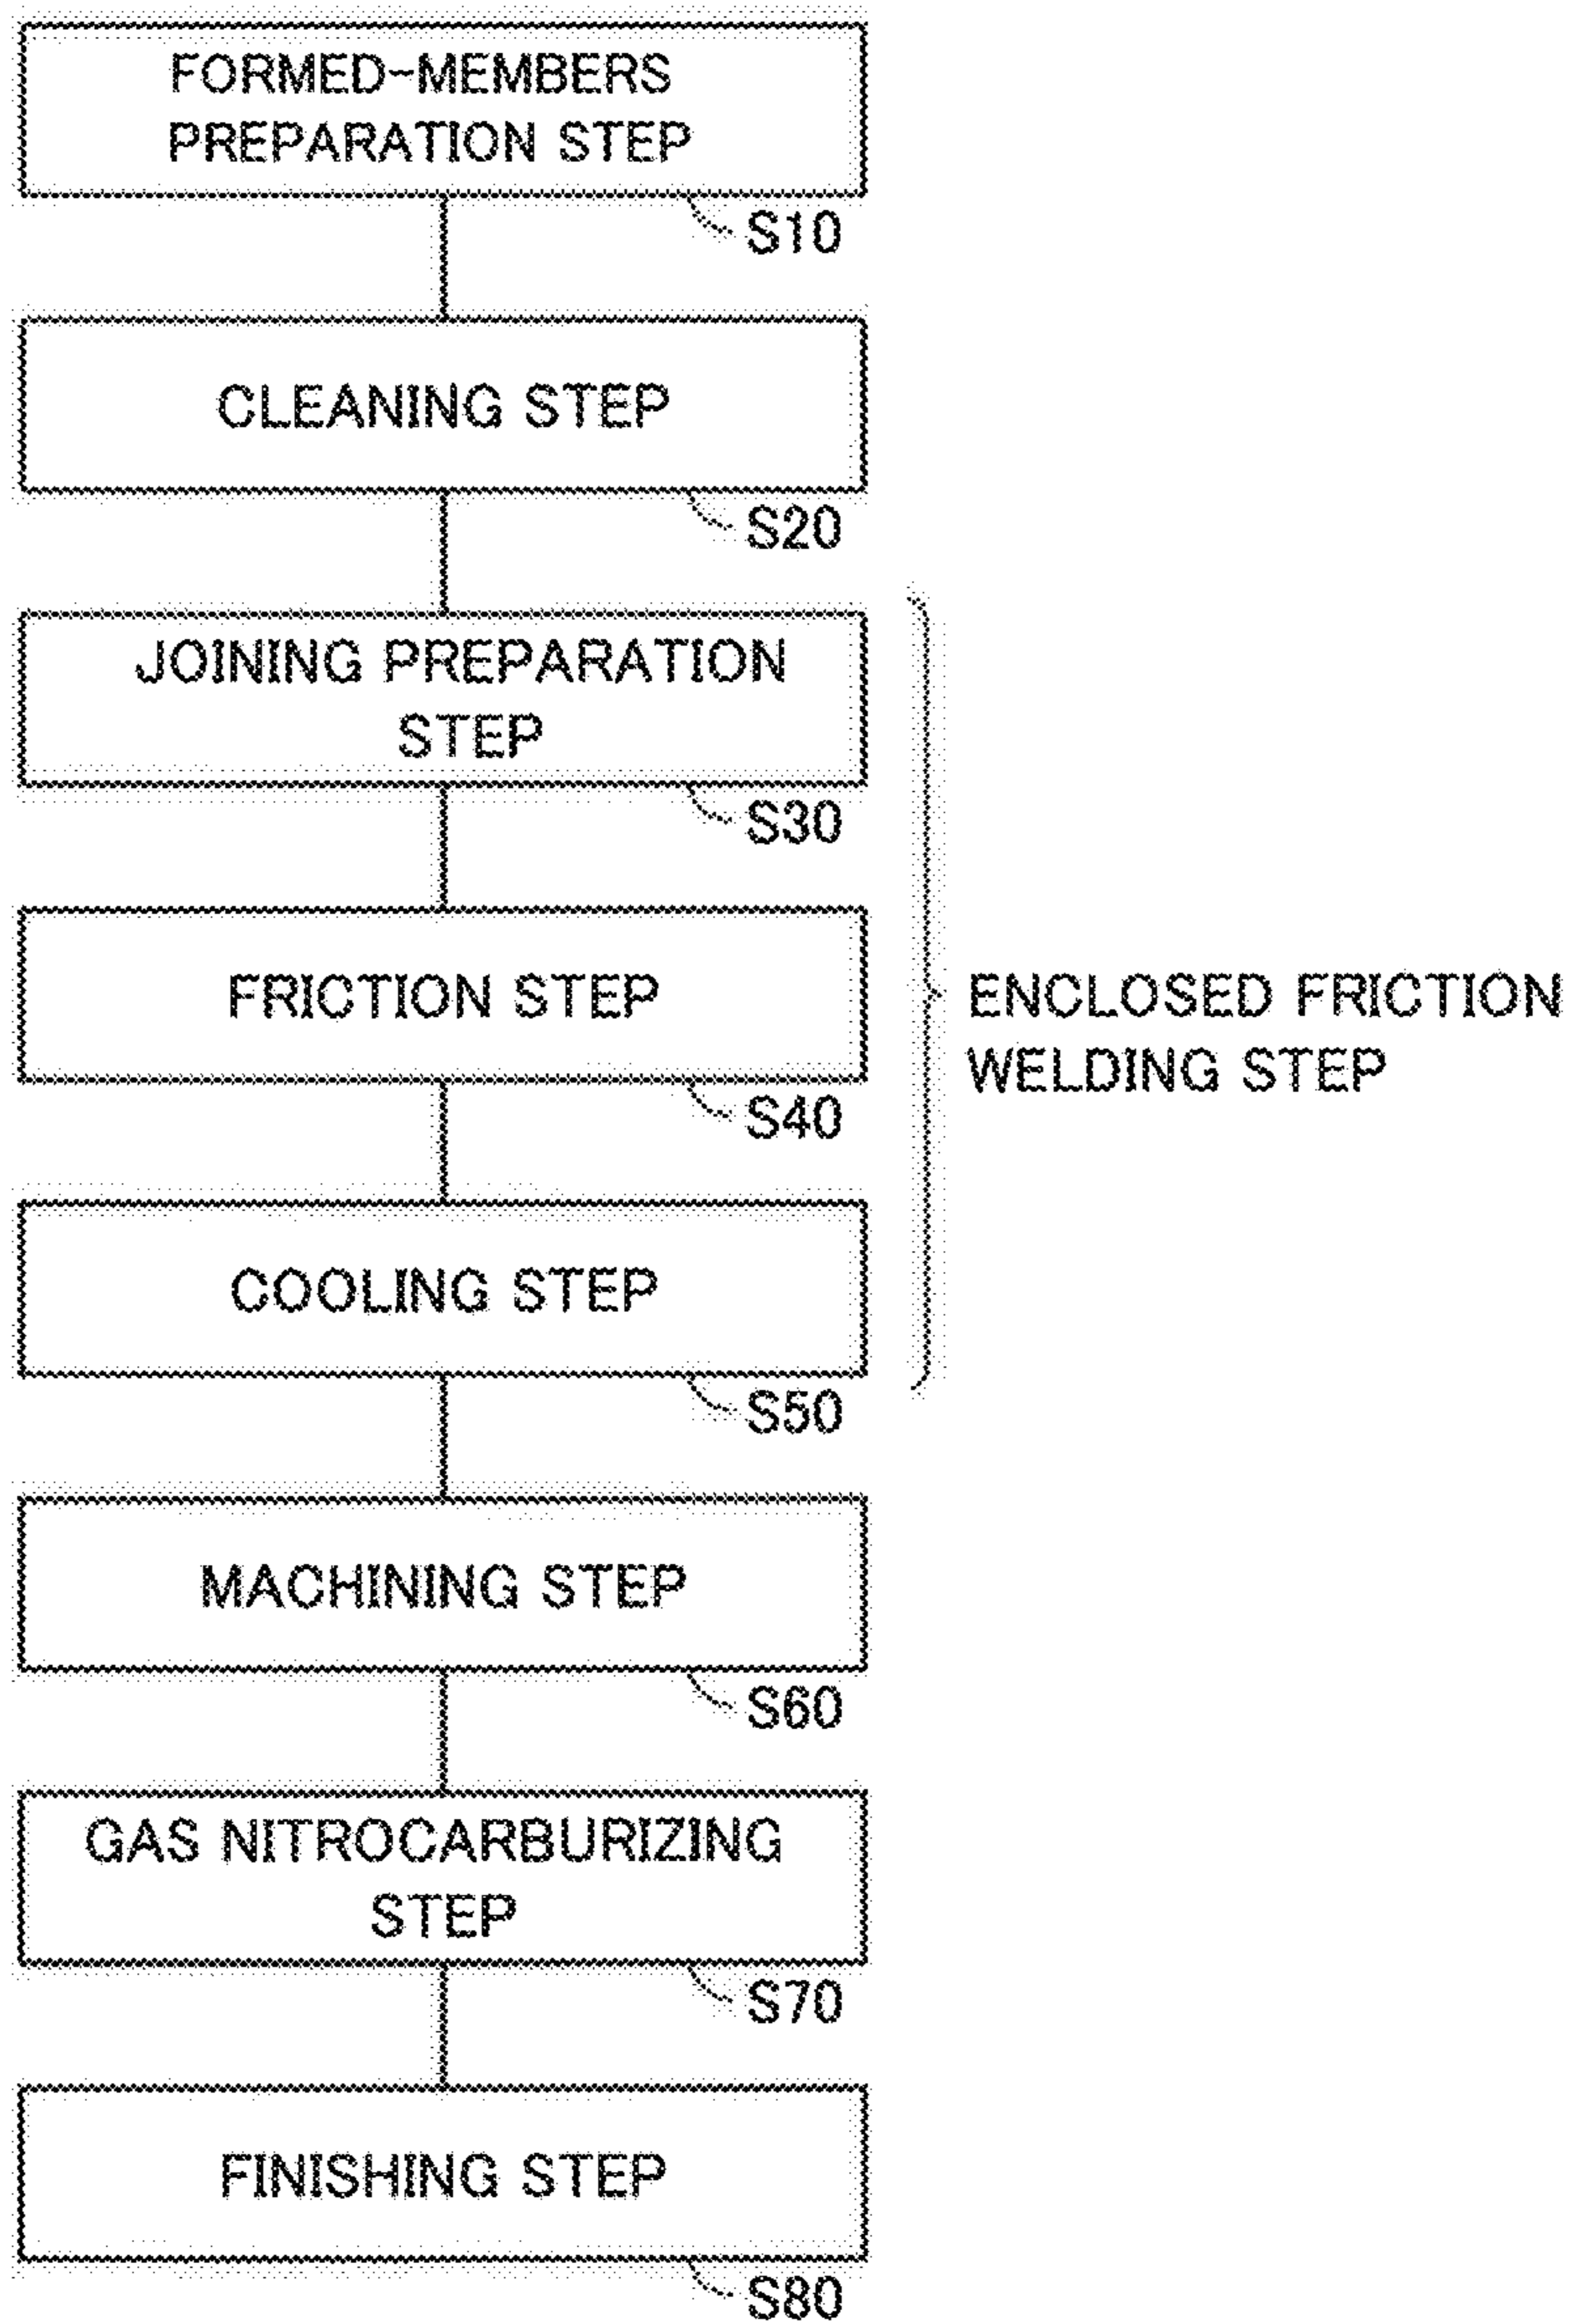 FORMED-MEMBERS
PREPARATION STEP
S10
CLEANING STEP
S20
JOINING PREPARATION
STEP
S30
FRICTION STEP
S40
COOLING STEP
S50
ENCLOSED FRICTION
WELDING STEP
MACHINING STEP
S60
GAS NITROCARBURIZING
STEP
S70
FINISHING STEP
S80